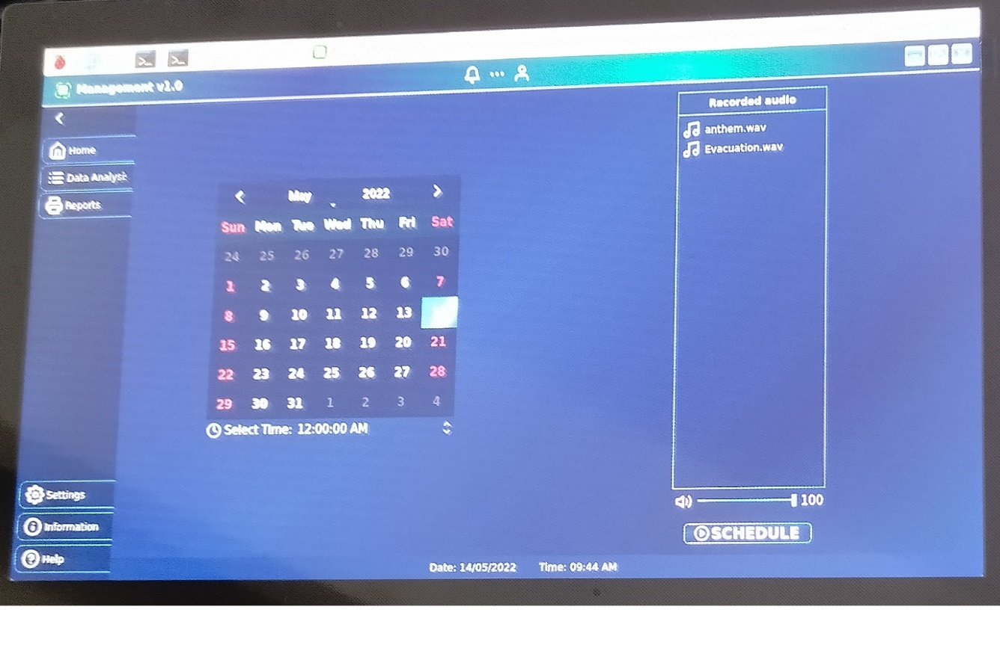 Management v1.0
Home
Data Analysis
Reports
May 2022
Sun Mon Tue Wed Thu Fri Sat
24 25 26 27 28 29 30
1 2 3 4 5 6 7
8 9 10 11 12 13
15 16 17 18 19 20 21
22 23 24 25 26 27 28
29 30 31 1 2 3 4
Select Time: 12:00:00 AM
Recorded audio
anthem.wav
Evacuation.wav
100
SCHEDULE
Settings
Information
Help
Date: 14/05/2022 Time: 09:44 AM